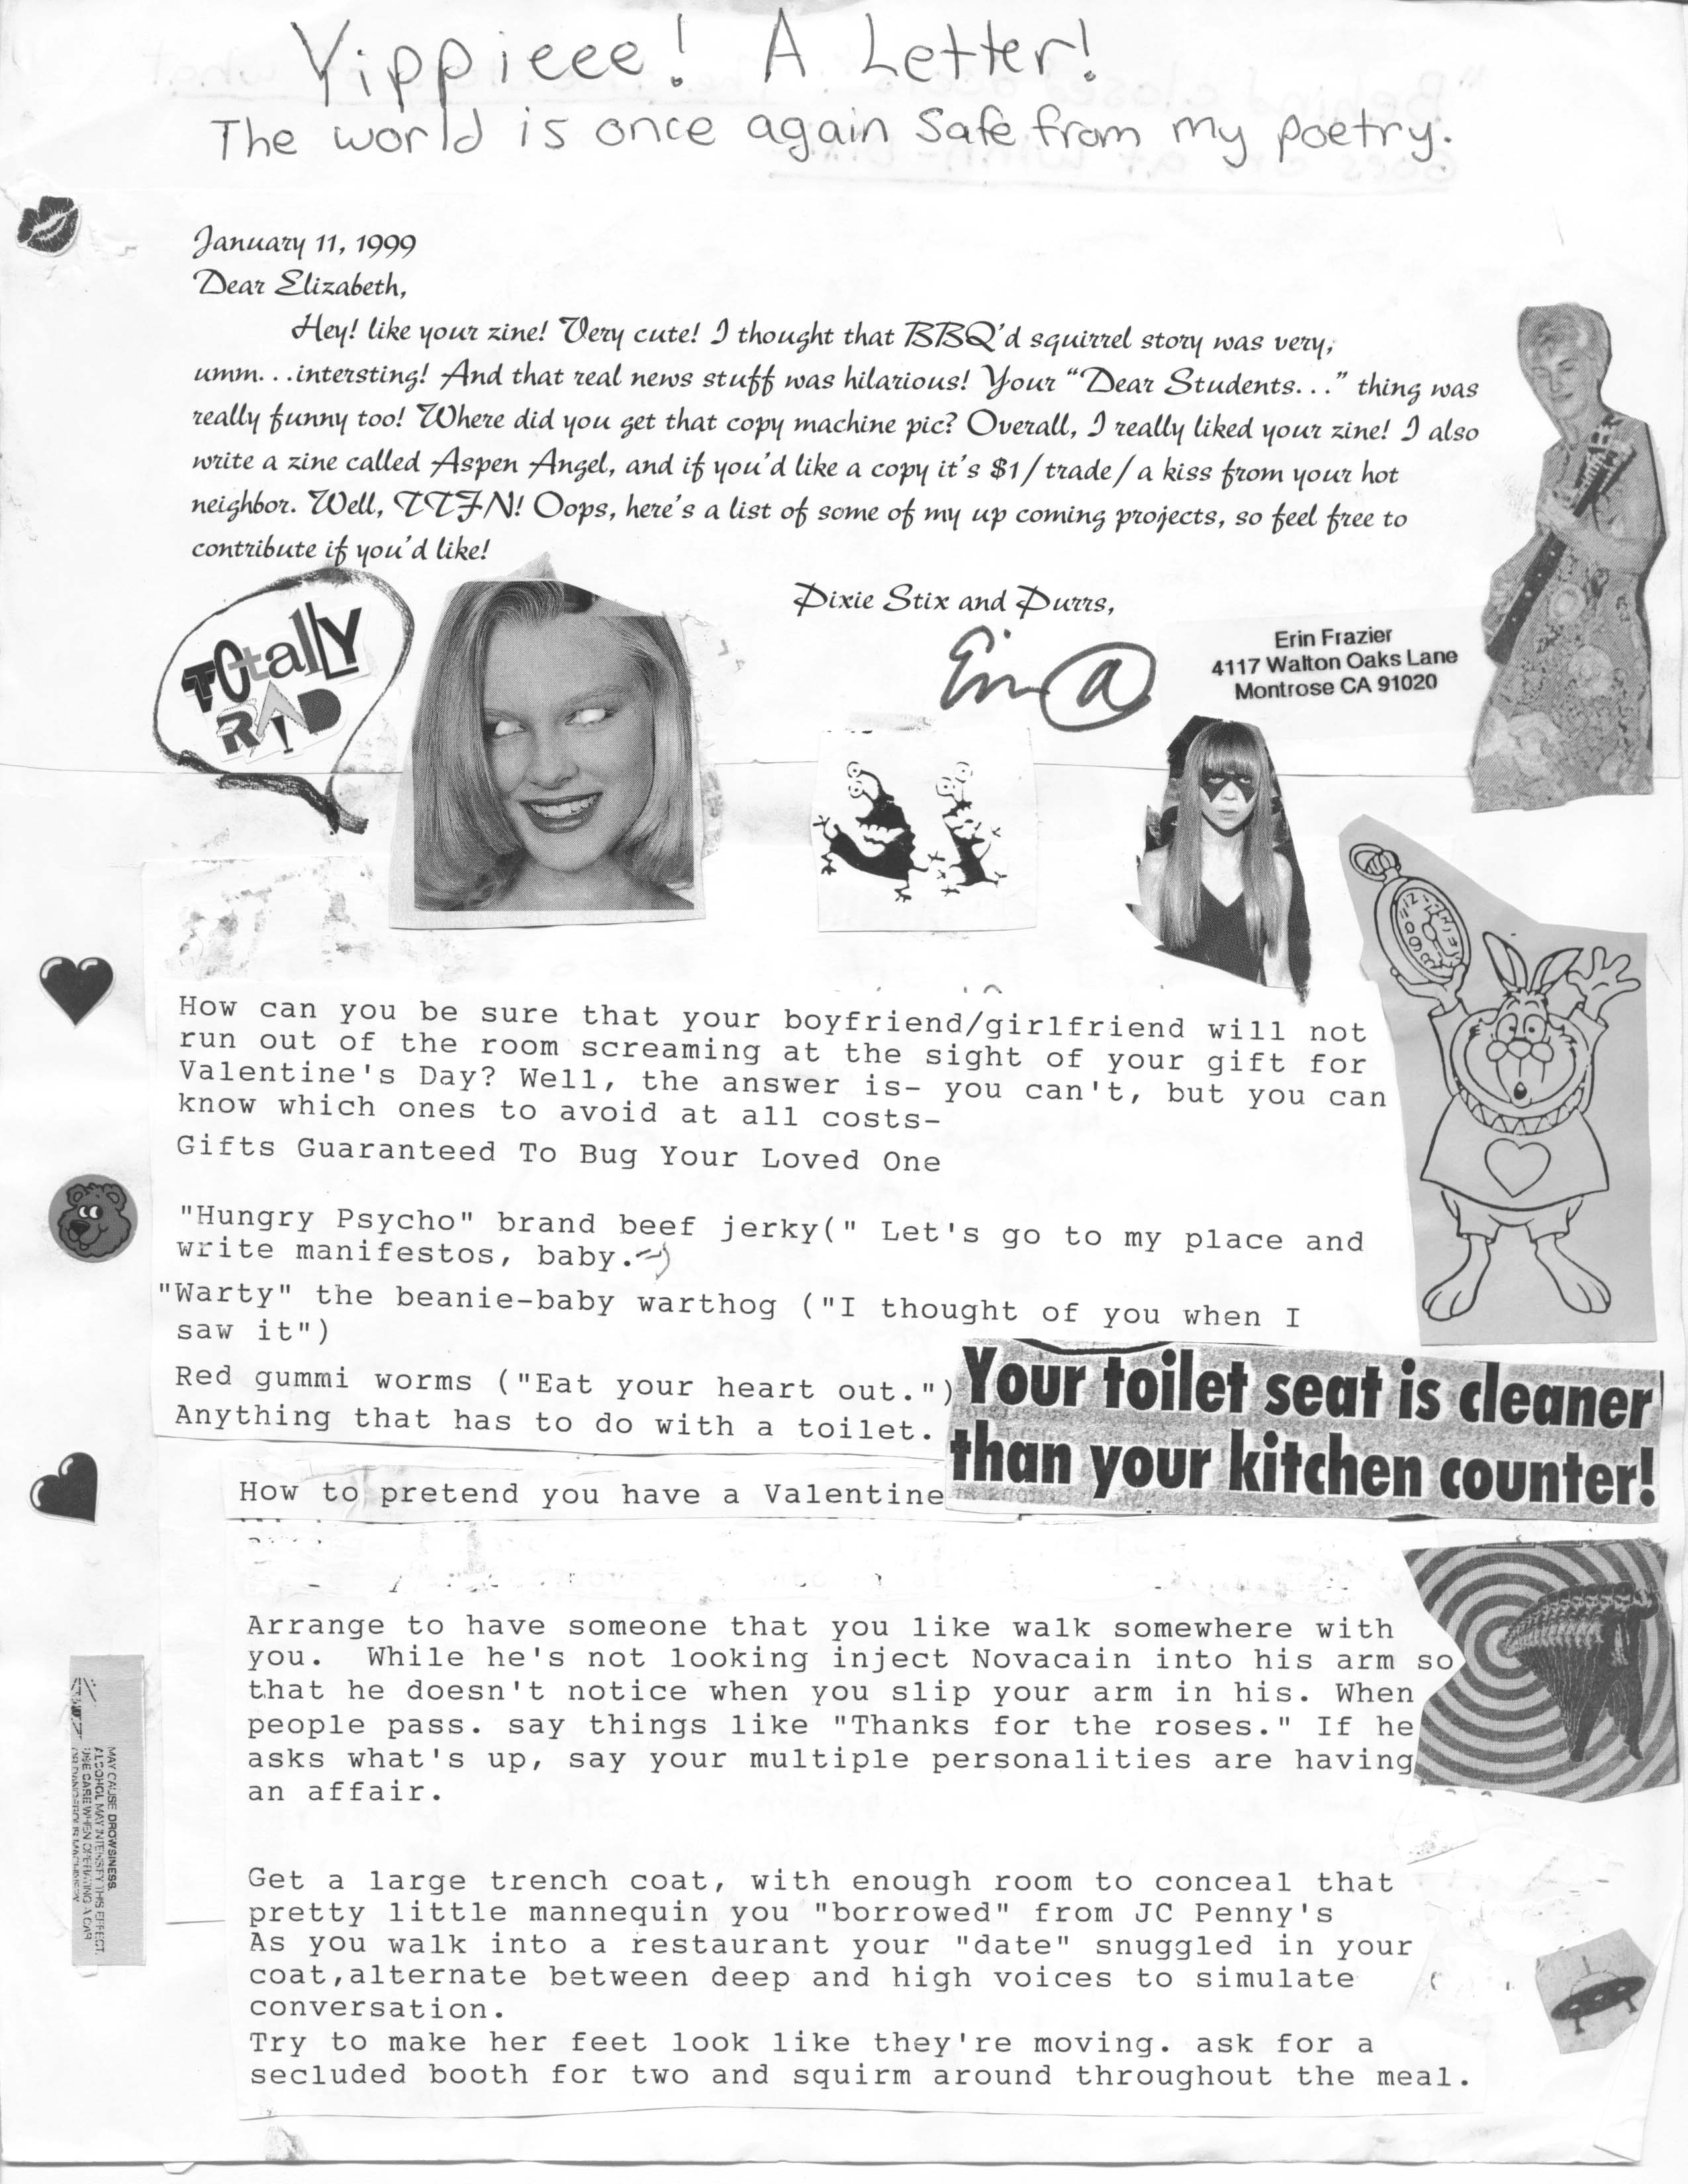 Yippieee! A Letter!
The world is once again Safe from my poetry.
January 11, 1999
Dear Elizabeth,
Hey! like your zine! Very cute! I thought that BBQ'd squirrel story was very,
umm. . .intersting! And that real news stuff was hilarious! Your "Dear Students. . ." thing was
really funny too! Where did you get that copy machine pic? Overall, I really liked your zine! I also
write a zine called Aspen Angel, and if you'd like a copy it's $1/trade/a kiss from your hot
neighbor. Well, TTFN! Oops, here's a list of some of my up coming projects, so feel free to
contribute if you'd like!
Pixie Stix and Purrs,
Erin
Erin Frazier
4117 Walton Oaks Lane
Montrose CA 91020
TOtallY
RAD
How can you be sure that your boyfriend/girlfriend will not
run out of the room screaming at the sight of your gift for
Valentine's Day? Well, the answer is- you can't, but you can
know which ones to avoid at all costs-
Gifts Guaranteed To Bug Your Loved One
"Hungry Psycho" brand beef jerky(" Let's go to my place and
write manifestos, baby.")
"Warty" the beanie-baby warthog ("I thought of you when I
saw it")
Red gummi worms ("Eat your heart out.")
Anything that has to do with a toilet.
Your toilet seat is cleaner
than your kitchen counter!
How to pretend you have a Valentine
Arrange to have someone that you like walk somewhere with
you. While he's not looking inject Novacain into his arm so
that he doesn't notice when you slip your arm in his. When
people pass. say things like "Thanks for the roses." If he
asks what's up, say your multiple personalities are having
an affair.
MAY CAUSE DROWSINESS.
ALCOHOL MAY INTENSIFY THIS EFFECT.
USE CARE WHEN OPERATING A CAR
OR DANGEROUS MACHINERY.
Get a large trench coat, with enough room to conceal that
pretty little mannequin you "borrowed" from JC Penny's
As you walk into a restaurant your "date" snuggled in your
coat,alternate between deep and high voices to simulate
conversation.
Try to make her feet look like they're moving. ask for a
secluded booth for two and squirm around throughout the meal.